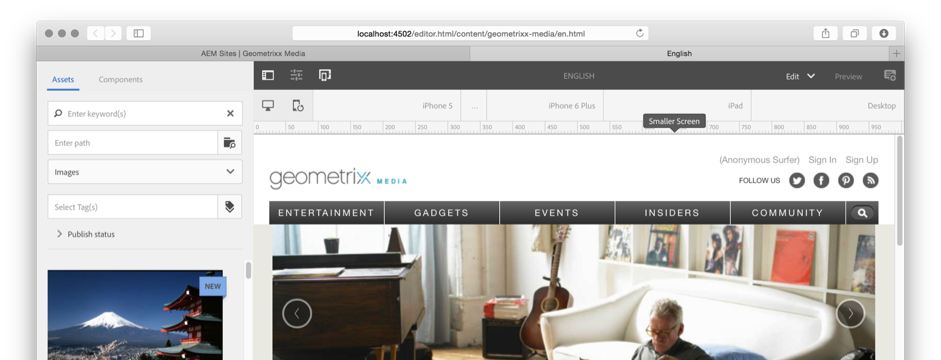 localhost:4502/editor.html/content/geometrixx-media/en.html
AEM Sites | Geometrixx Media
English
Assets
Components
ENGLISH
Edit
Preview
Enter keyword(s)
iPhone 5
...
iPhone 6 Plus
iPad
Desktop
Smaller Screen
0 50 100 150 200 250 300 350 400 450 500 550 700 750 800 850 900 950
Enter path
Images
(Anonymous Surfer) Sign In Sign Up
geometrixx MEDIA
FOLLOW US
Select Tag(s)
ENTERTAINMENT
GADGETS
EVENTS
INSIDERS
COMMUNITY
Publish status
NEW